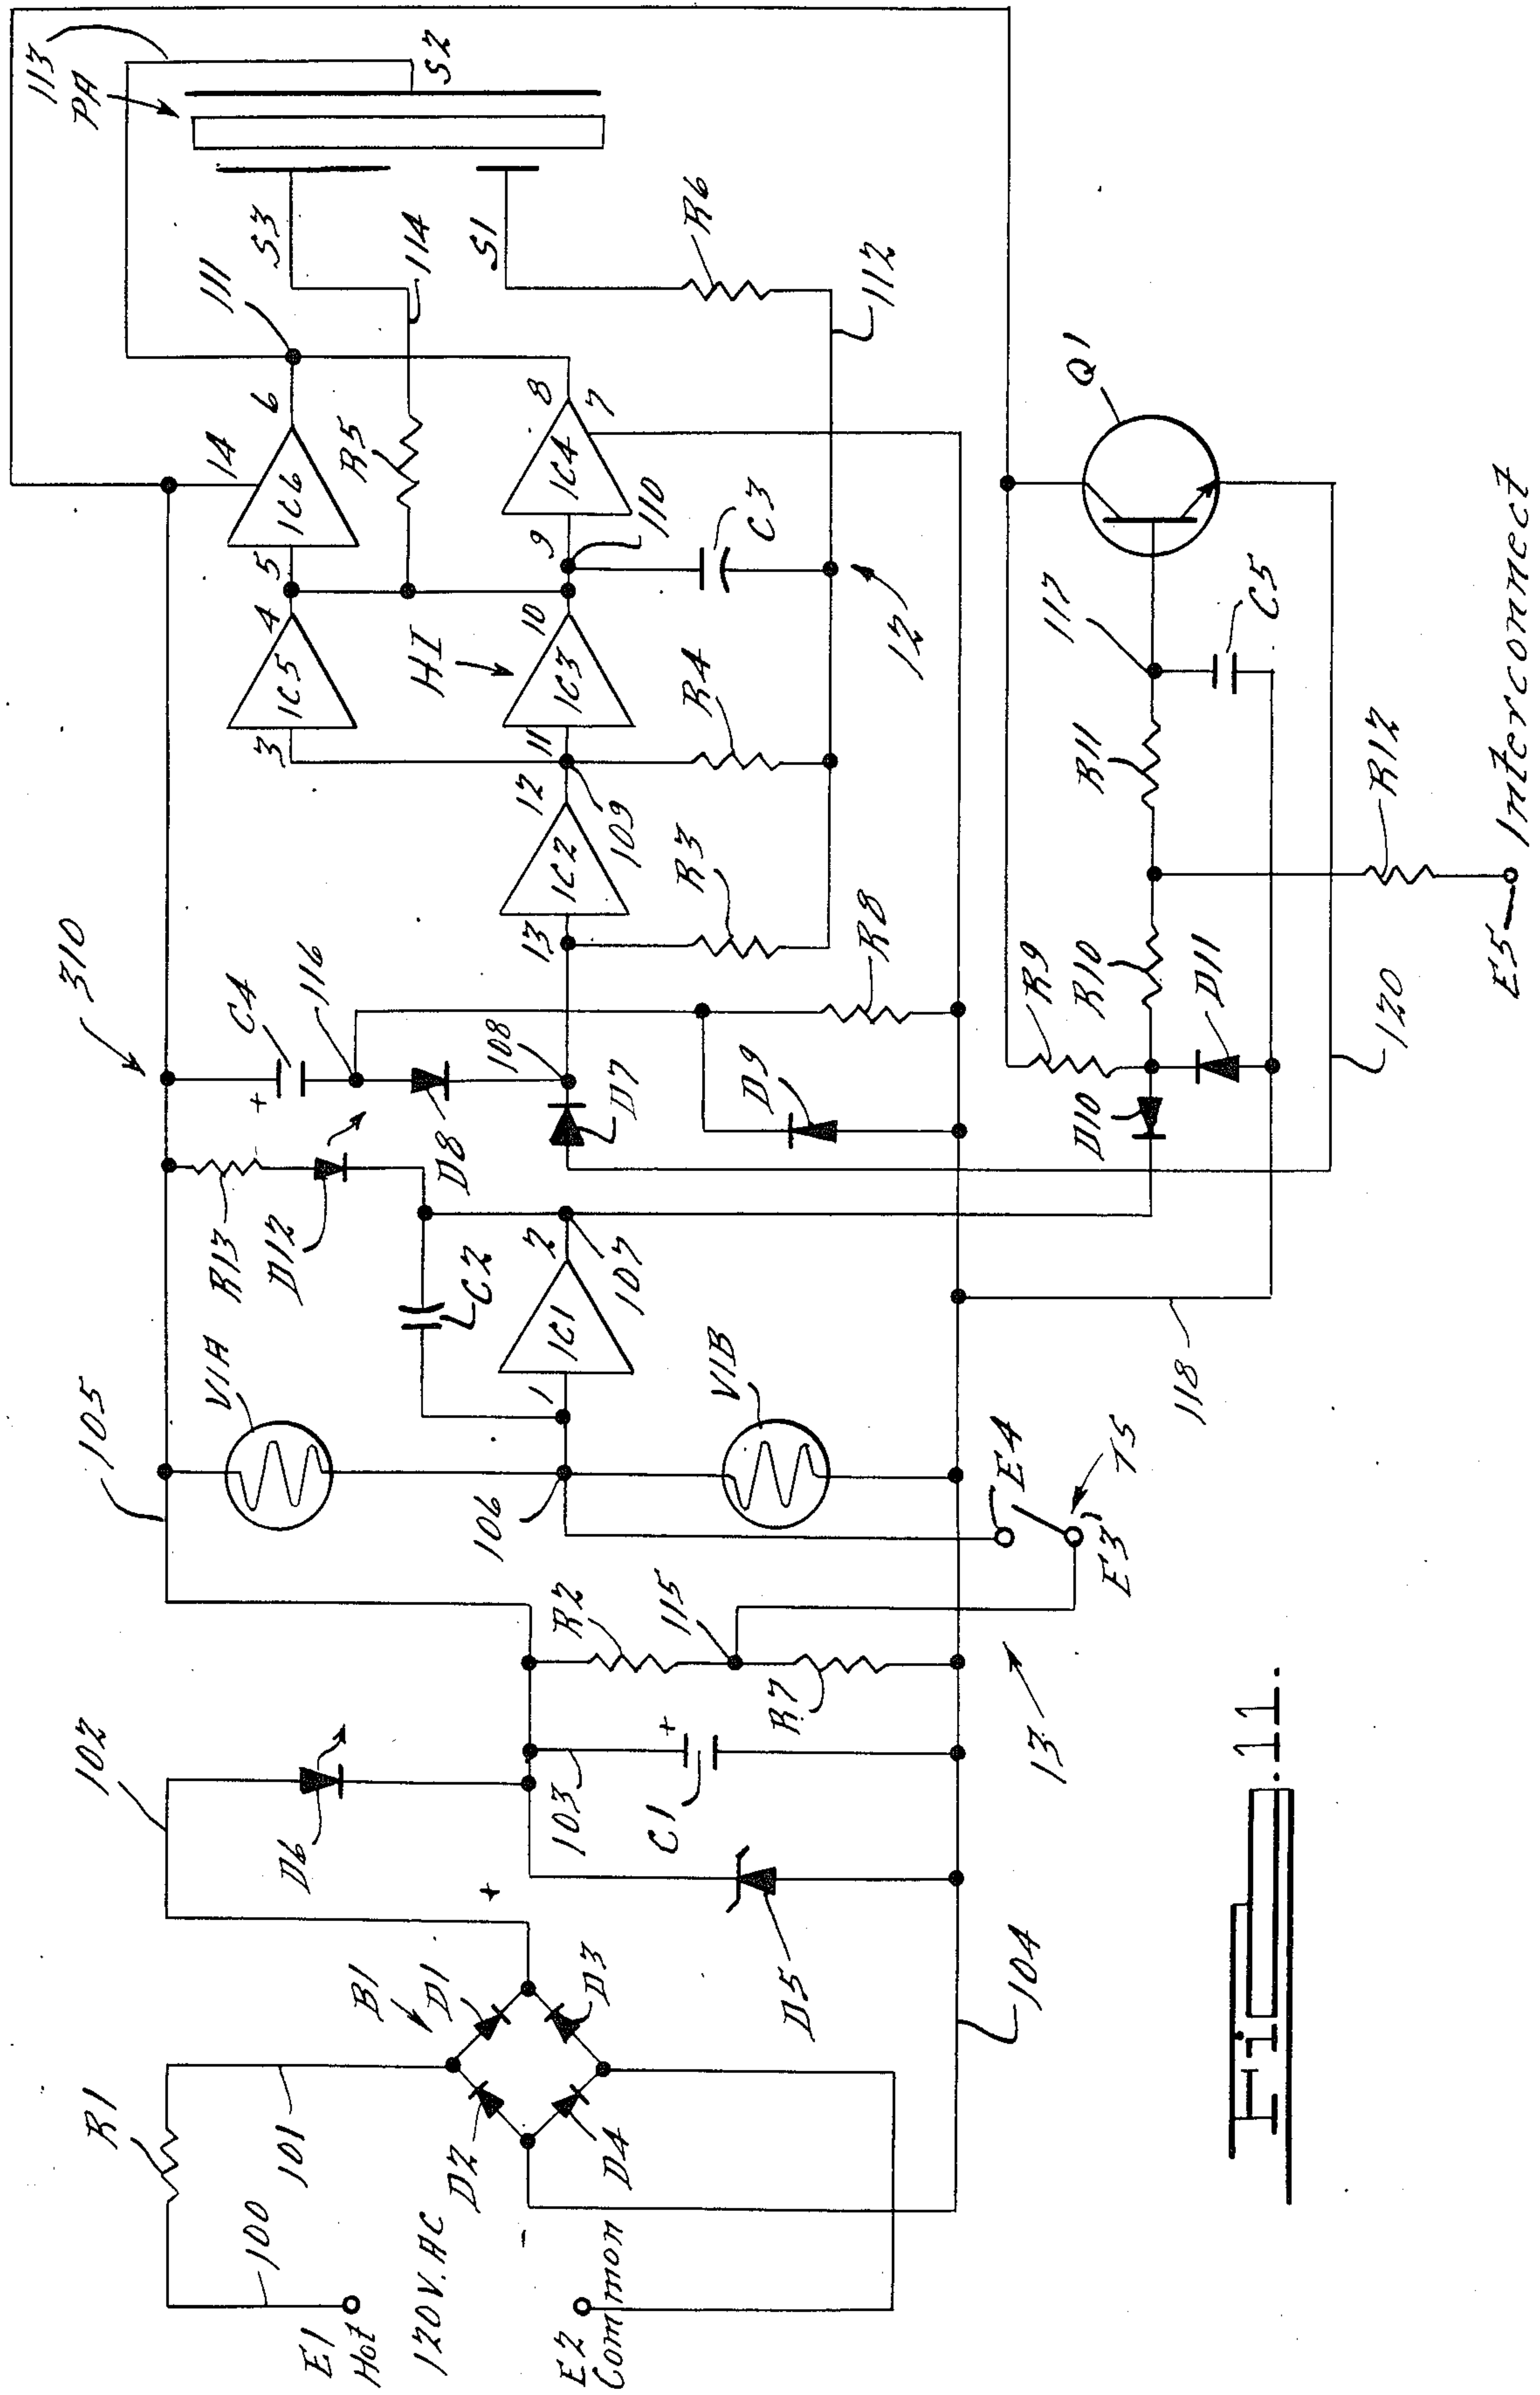 113
PA
S2
S3
S1
114
111
R6
112
14
6
IC6
5
R5
8
7
IC4
9
110
C3
12
4
IC5
3
HI
10
IC3
11
R4
12
IC2
109
13
R3
310
C4
+
116
D8
108
D7
D9
R8
R13
D12
C2
2
107
IC1
1
V1A
V1B
105
106
E4
E3
TS
118
Q1
117
C5
R11
R12
R9
R10
D11
D10
120
E5 Interconnect
102
D6
103
+
C1
R2
115
R7
13
+
D5
104
B1
D1
D3
D2
D4
R1
101
100
E1
Hot
120 V. AC
-
E2
Common
Fig. 11.